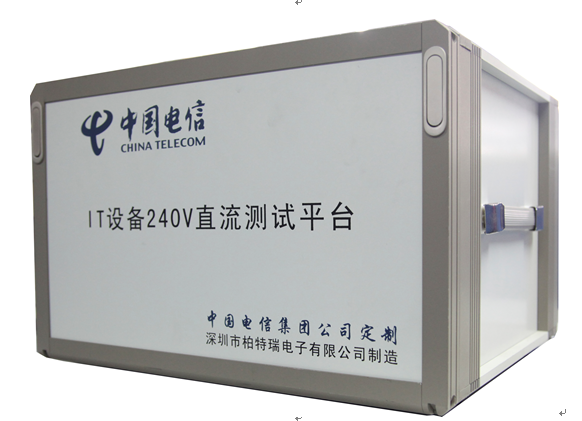 中国电信
CHINA TELECOM
IT设备240V直流测试平台
中国电信集团公司定制
深圳市柏特瑞电子有限公司制造